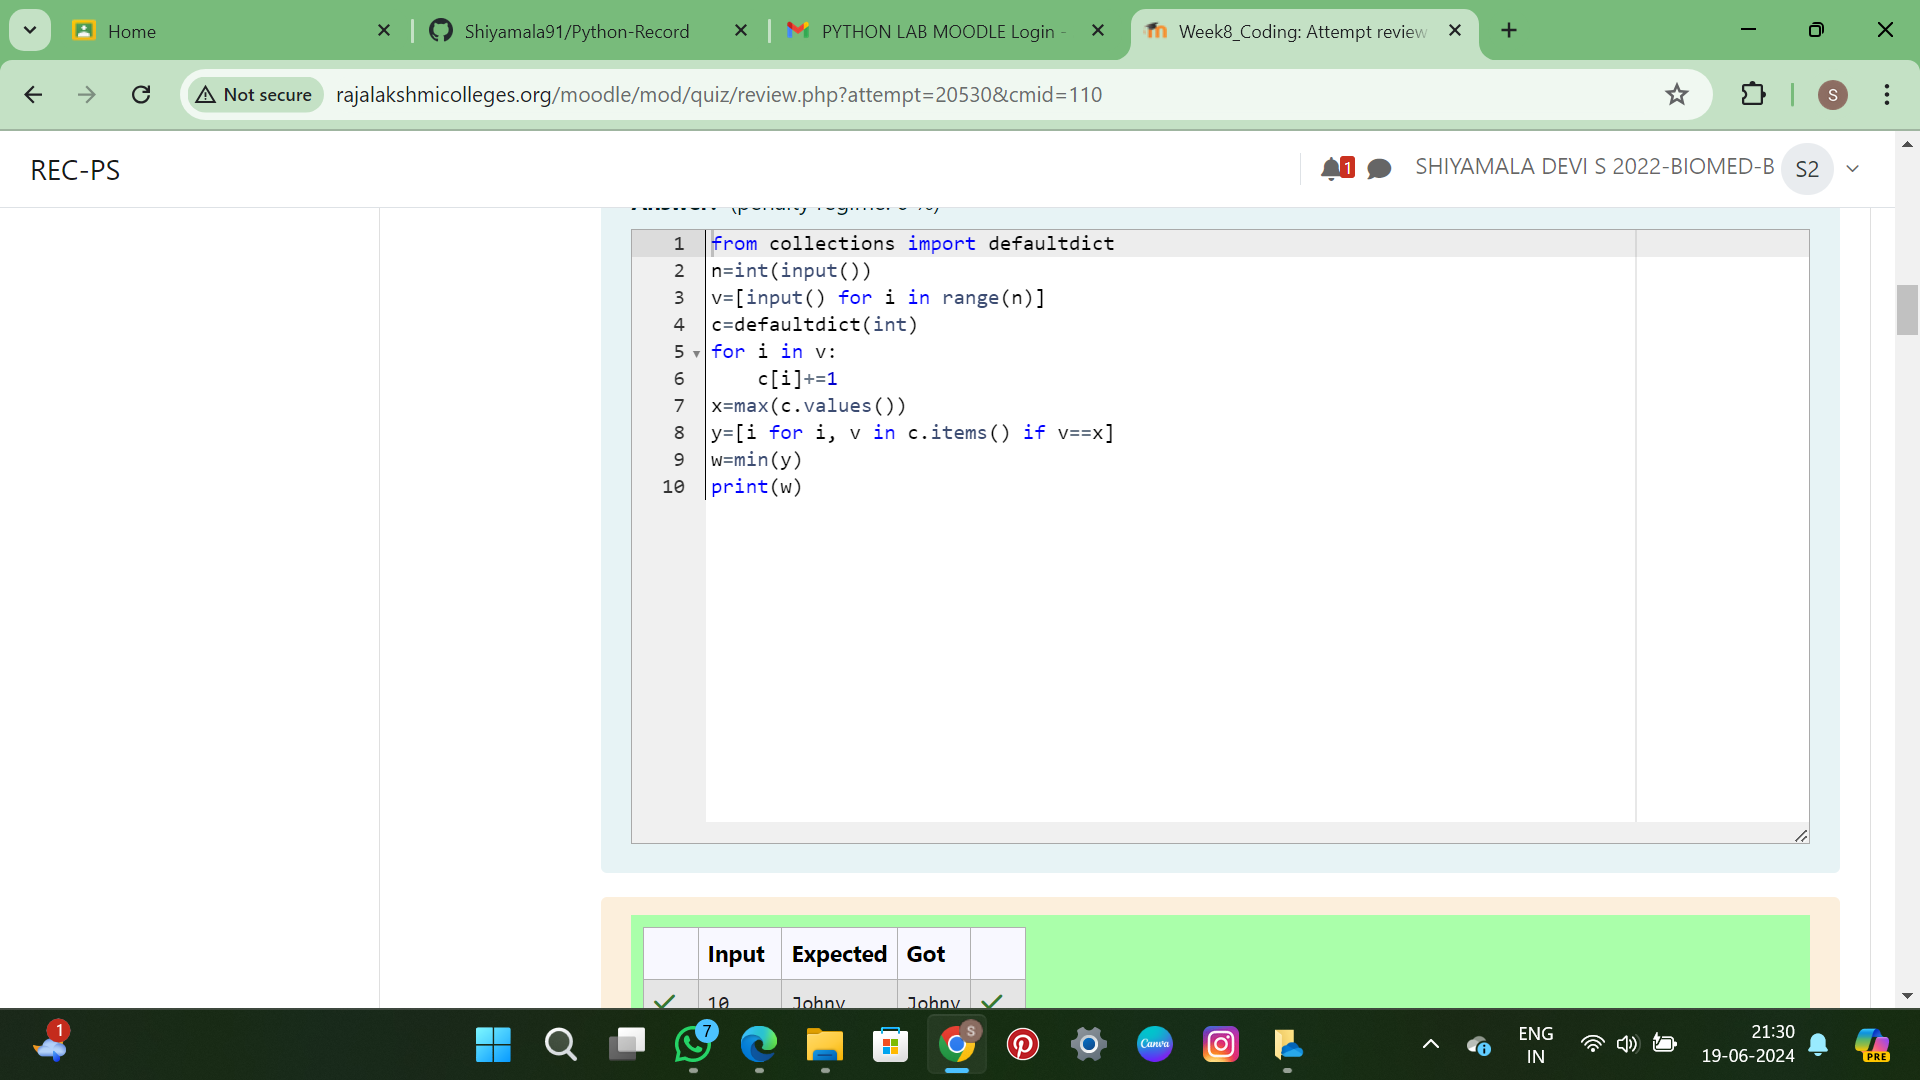 Home
Shiyamala91/Python-Record
PYTHON LAB MOODLE Login -
Week8_Coding: Attempt review
Not secure
rajalakshmicolleges.org/moodle/mod/quiz/review.php?attempt=20530&cmid=110
S
REC-PS
1
SHIYAMALA DEVI S 2022-BIOMED-B
S2
1 from collections import defaultdict
2 n=int(input())
3 v=[input() for i in range(n)]
4 c=defaultdict(int)
5 for i in v:
6     c[i]+=1
7 x=max(c.values())
8 y=[i for i, v in c.items() if v==x]
9 w=min(y)
10 print(w)
Input Expected Got
10 Johny Johny
1
7
S
Canva
ENG
IN
21:30
19-06-2024
PRE